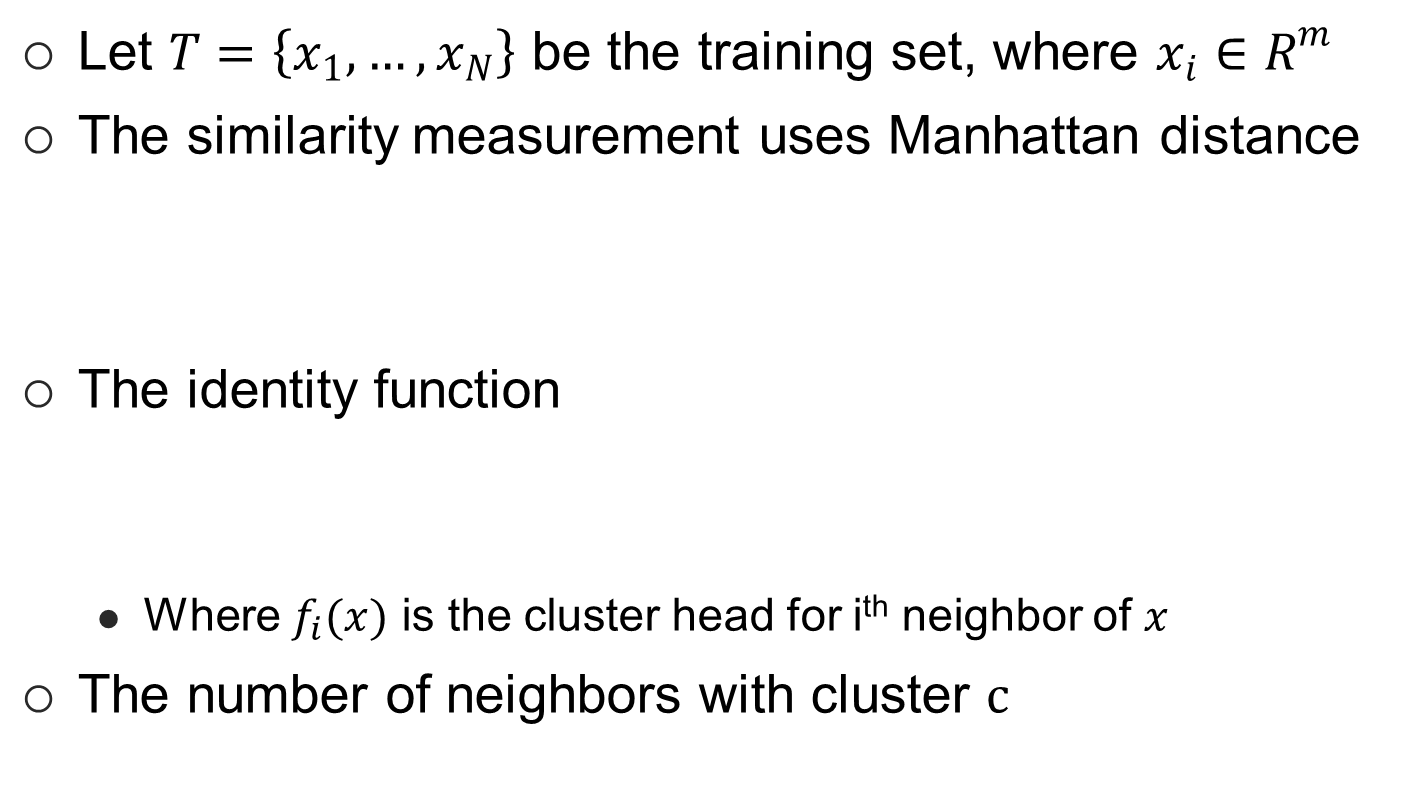 ○ Let 𝑇 = {𝑥₁, … , 𝑥_N} be the training set, where 𝑥ᵢ ∈ 𝑅ᵐ
○ The similarity measurement uses Manhattan distance
○ The identity function
● Where 𝑓ᵢ(𝑥) is the cluster head for iᵗʰ neighbor of 𝑥
○ The number of neighbors with cluster c